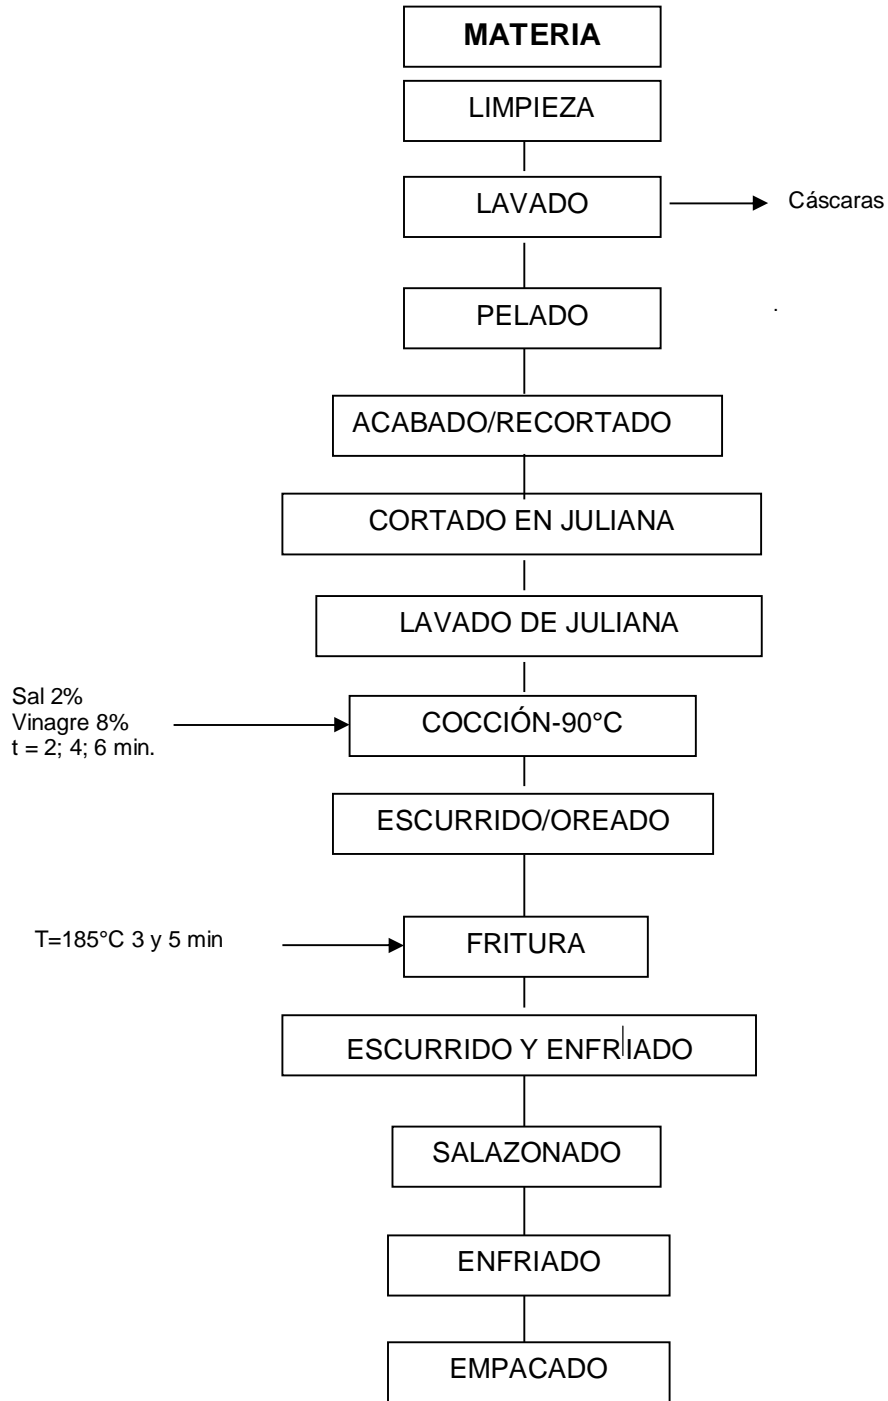 MATERIA
LIMPIEZA
LAVADO
Cáscaras
PELADO
.
ACABADO/RECORTADO
CORTADO EN JULIANA
LAVADO DE JULIANA
Sal 2%
Vinagre 8%
t = 2; 4; 6 min.
COCCIÓN-90°C
ESCURRIDO/OREADO
T=185°C 3 y 5 min
FRITURA
ESCURRIDO Y ENFRIADO
SALAZONADO
ENFRIADO
EMPACADO